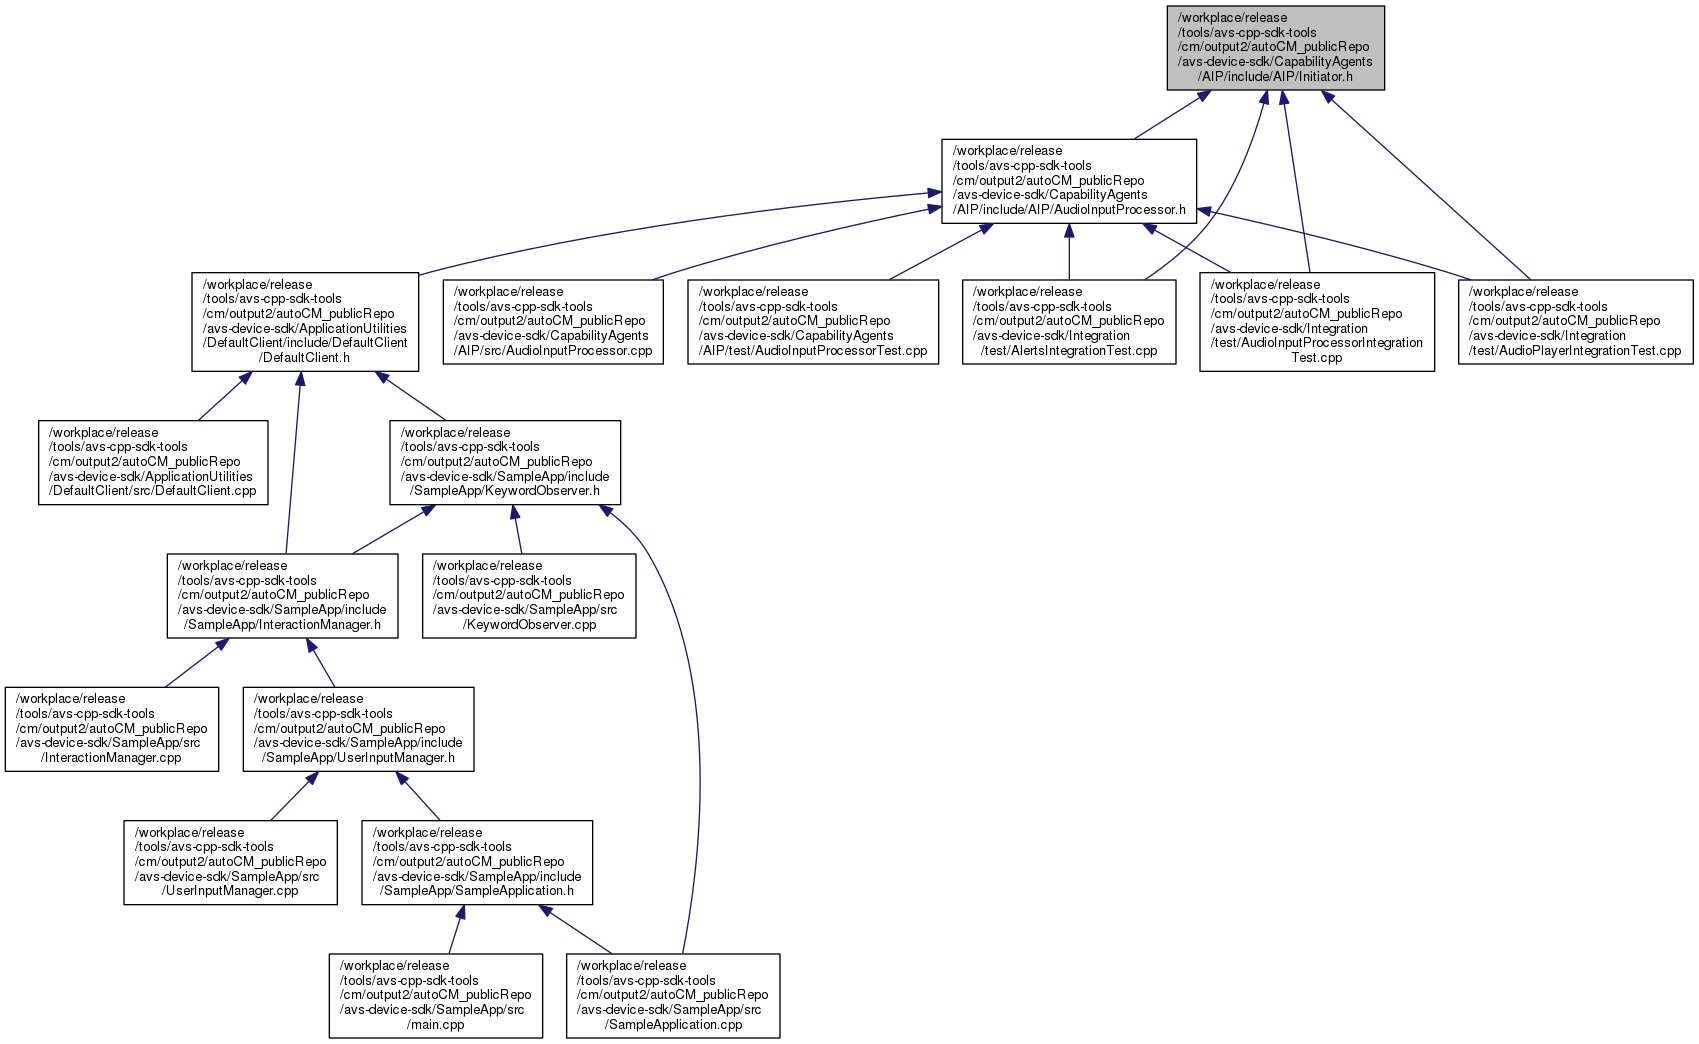 /workplace/release
/tools/avs-cpp-sdk-tools
/cm/output2/autoCM_publicRepo
/avs-device-sdk/CapabilityAgents
/AIP/include/AIP/Initiator.h
/workplace/release
/tools/avs-cpp-sdk-tools
/cm/output2/autoCM_publicRepo
/avs-device-sdk/CapabilityAgents
/AIP/include/AIP/AudioInputProcessor.h
/workplace/release
/tools/avs-cpp-sdk-tools
/cm/output2/autoCM_publicRepo
/avs-device-sdk/ApplicationUtilities
/DefaultClient/include/DefaultClient
/DefaultClient.h
/workplace/release
/tools/avs-cpp-sdk-tools
/cm/output2/autoCM_publicRepo
/avs-device-sdk/CapabilityAgents
/AIP/src/AudioInputProcessor.cpp
/workplace/release
/tools/avs-cpp-sdk-tools
/cm/output2/autoCM_publicRepo
/avs-device-sdk/CapabilityAgents
/AIP/test/AudioInputProcessorTest.cpp
/workplace/release
/tools/avs-cpp-sdk-tools
/cm/output2/autoCM_publicRepo
/avs-device-sdk/Integration
/test/AlertsIntegrationTest.cpp
/workplace/release
/tools/avs-cpp-sdk-tools
/cm/output2/autoCM_publicRepo
/avs-device-sdk/Integration
/test/AudioInputProcessorIntegration
Test.cpp
/workplace/release
/tools/avs-cpp-sdk-tools
/cm/output2/autoCM_publicRepo
/avs-device-sdk/Integration
/test/AudioPlayerIntegrationTest.cpp
/workplace/release
/tools/avs-cpp-sdk-tools
/cm/output2/autoCM_publicRepo
/avs-device-sdk/ApplicationUtilities
/DefaultClient/src/DefaultClient.cpp
/workplace/release
/tools/avs-cpp-sdk-tools
/cm/output2/autoCM_publicRepo
/avs-device-sdk/SampleApp/include
/SampleApp/KeywordObserver.h
/workplace/release
/tools/avs-cpp-sdk-tools
/cm/output2/autoCM_publicRepo
/avs-device-sdk/SampleApp/include
/SampleApp/InteractionManager.h
/workplace/release
/tools/avs-cpp-sdk-tools
/cm/output2/autoCM_publicRepo
/avs-device-sdk/SampleApp/src
/KeywordObserver.cpp
/workplace/release
/tools/avs-cpp-sdk-tools
/cm/output2/autoCM_publicRepo
/avs-device-sdk/SampleApp/src
/InteractionManager.cpp
/workplace/release
/tools/avs-cpp-sdk-tools
/cm/output2/autoCM_publicRepo
/avs-device-sdk/SampleApp/include
/SampleApp/UserInputManager.h
/workplace/release
/tools/avs-cpp-sdk-tools
/cm/output2/autoCM_publicRepo
/avs-device-sdk/SampleApp/src
/UserInputManager.cpp
/workplace/release
/tools/avs-cpp-sdk-tools
/cm/output2/autoCM_publicRepo
/avs-device-sdk/SampleApp/include
/SampleApp/SampleApplication.h
/workplace/release
/tools/avs-cpp-sdk-tools
/cm/output2/autoCM_publicRepo
/avs-device-sdk/SampleApp/src
/main.cpp
/workplace/release
/tools/avs-cpp-sdk-tools
/cm/output2/autoCM_publicRepo
/avs-device-sdk/SampleApp/src
/SampleApplication.cpp